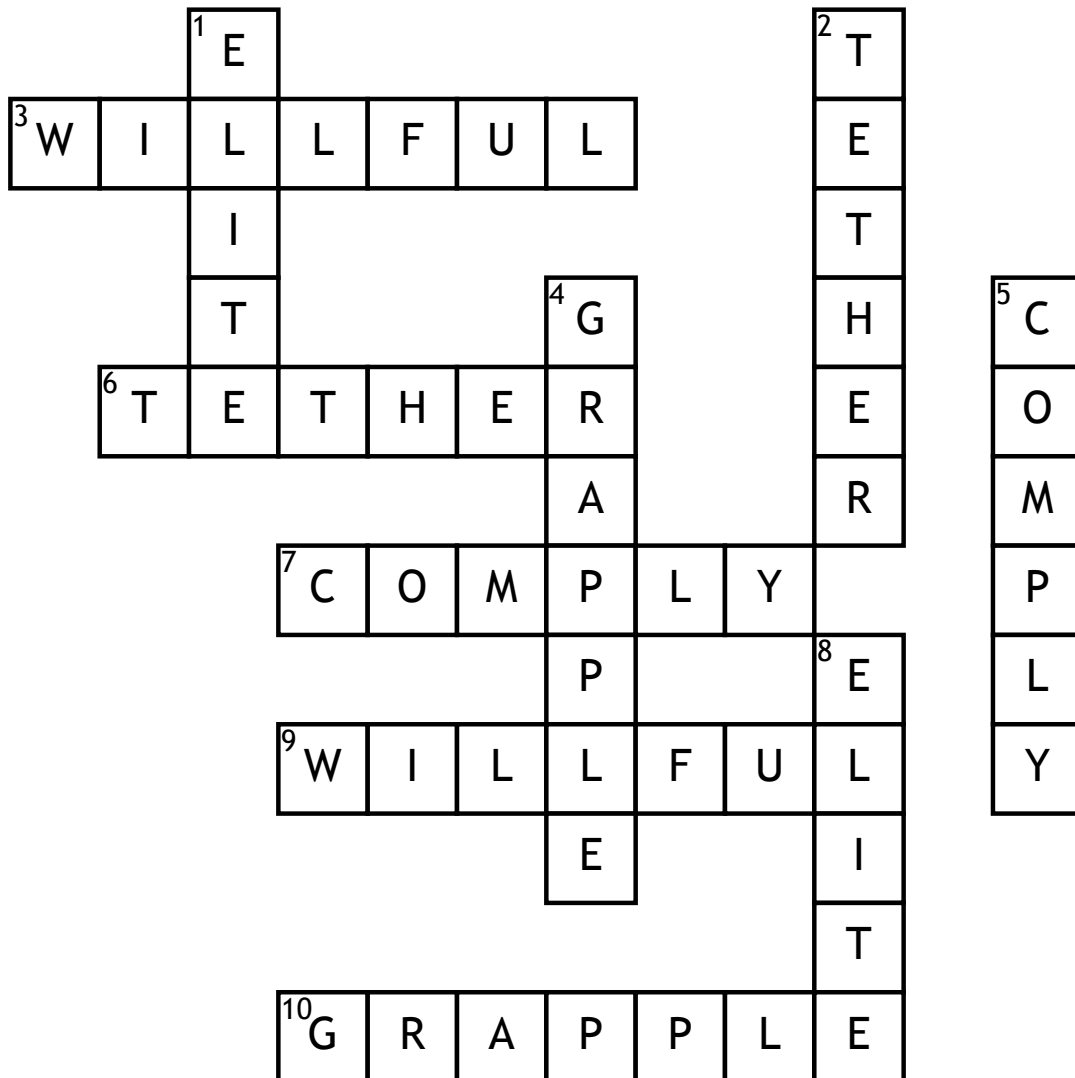 1 E 2 T
3 W I L L F U L E
I T
T 4 G H 5 C
6 T E T H E R E O
A R M
7 C O M P L Y P
P 8 E L
9 W I L L F U L Y
E I
T
10 G R A P P L E